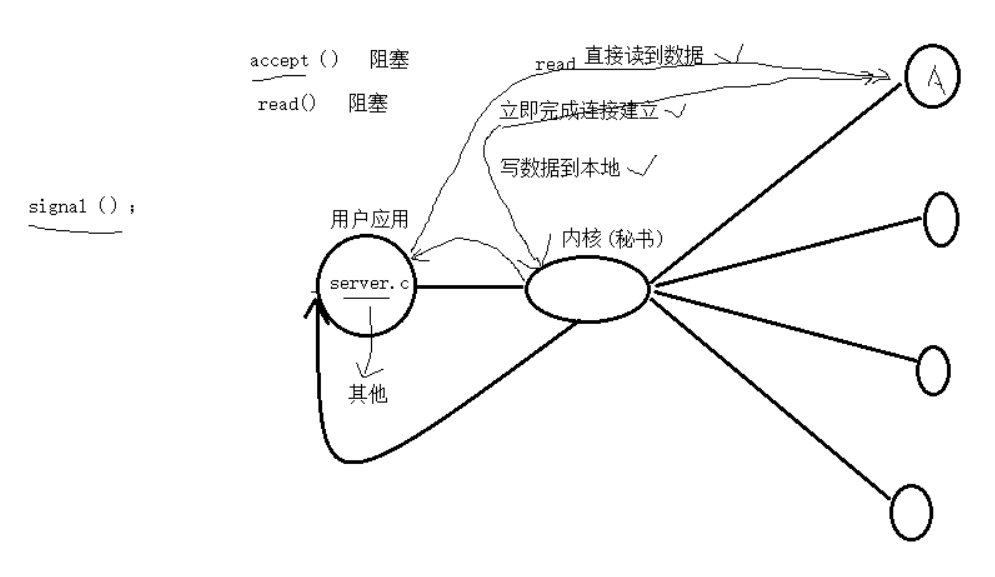 accept() 阻塞
read() 阻塞
read 直接读到数据
立即完成连接建立
写数据到本地
signal();
用户应用
内核(秘书)
server.c
其他
A